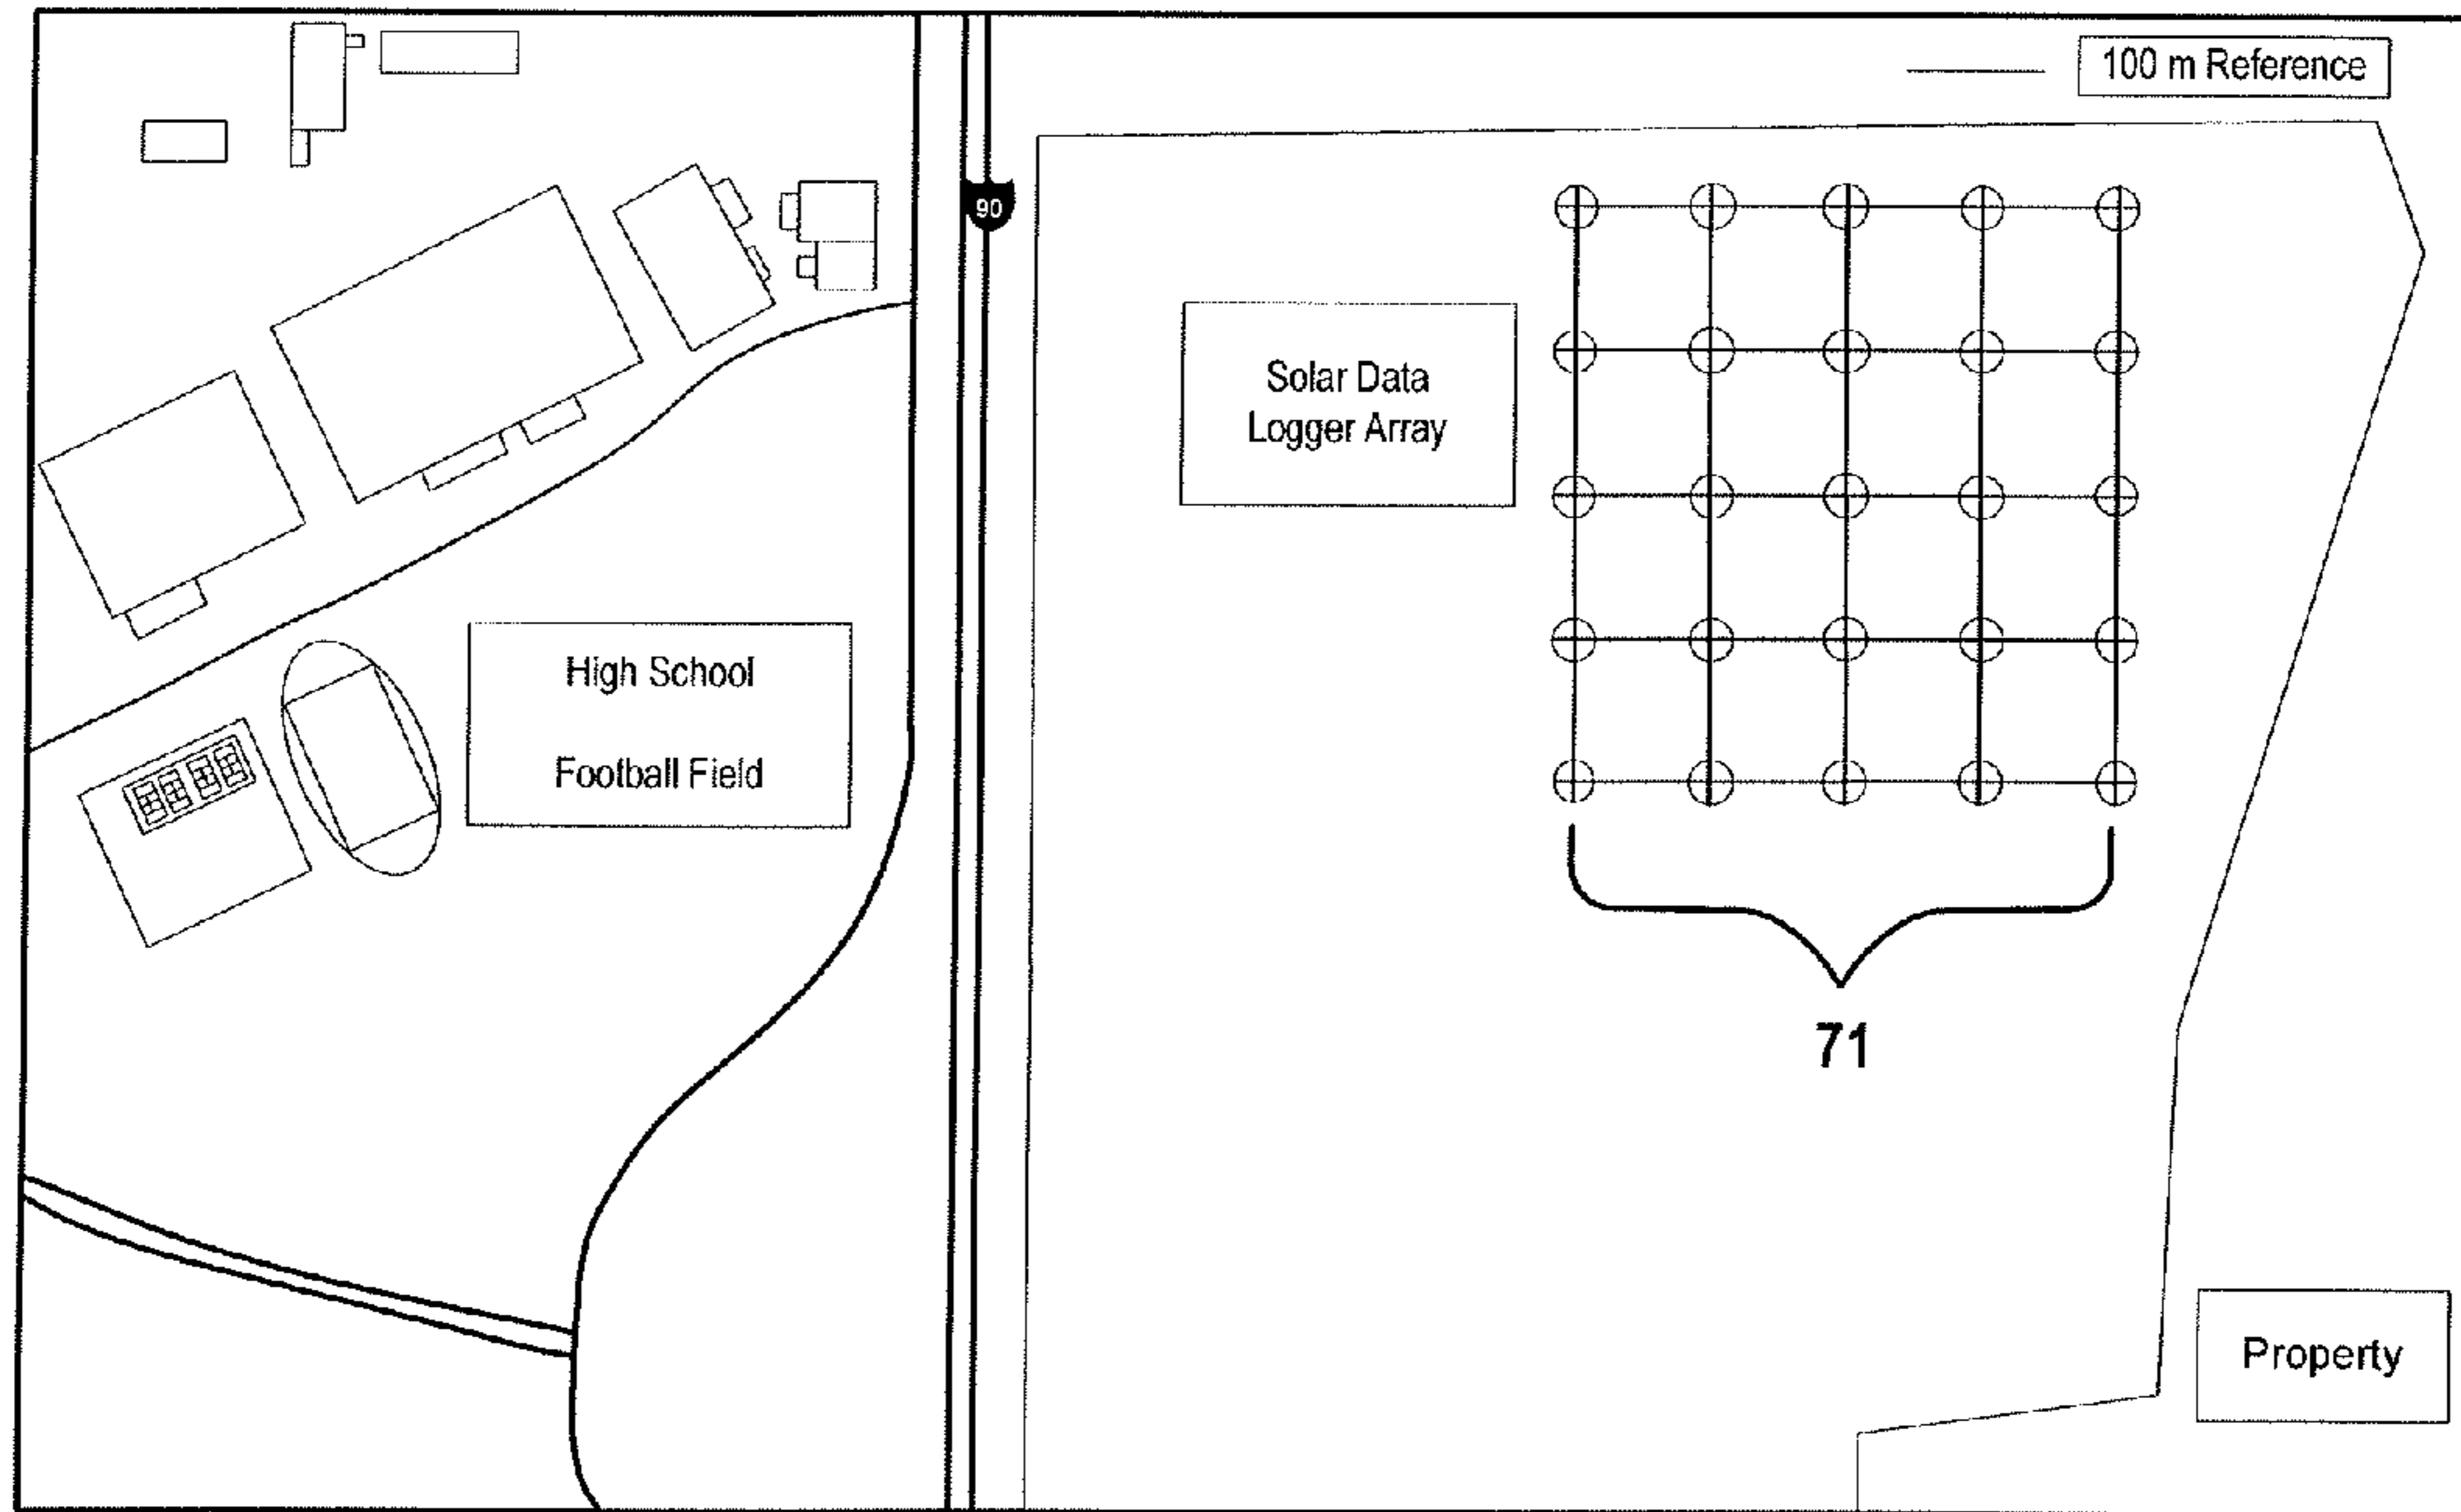 100 m Reference
90
Solar Data
Logger Array
High School
Football Field
71
Property